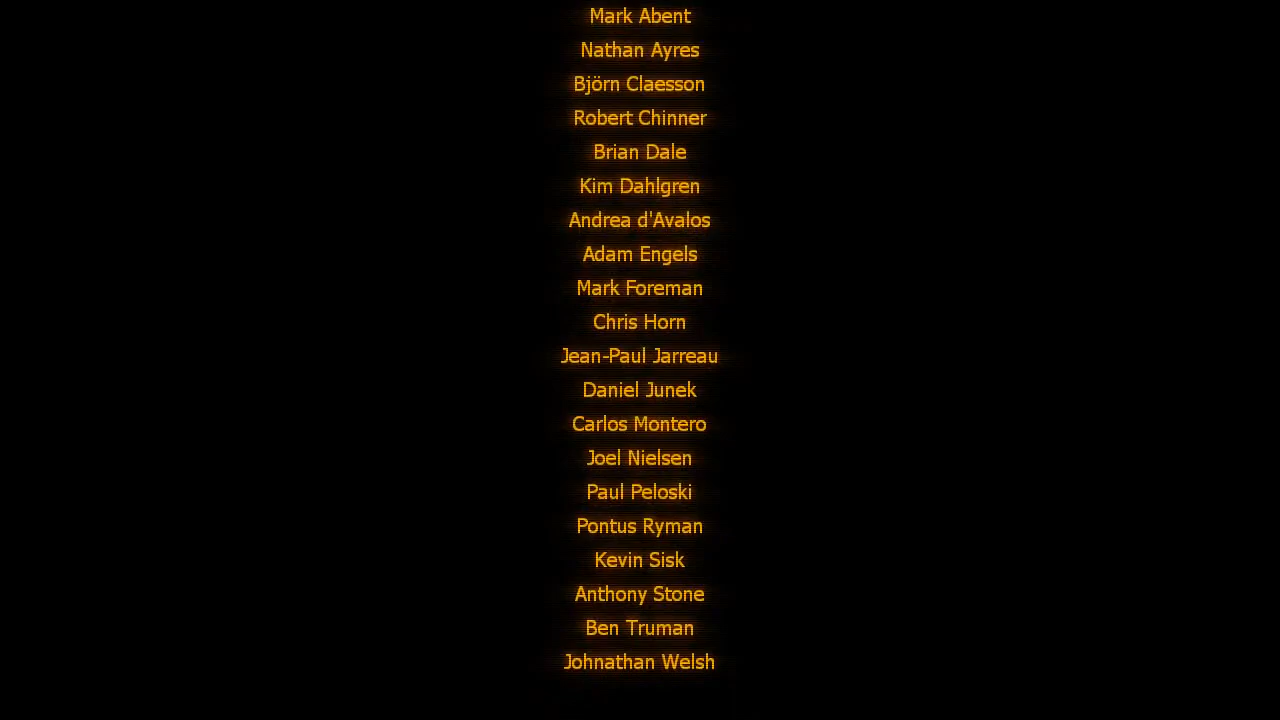 Mark Abent
Nathan Ayres
Björn Claesson
Robert Chinner
Brian Dale
Kim Dahlgren
Andrea d'Avalos
Adam Engels
Mark Foreman
Chris Horn
Jean-Paul Jarreau
Daniel Junek
Carlos Montero
Joel Nielsen
Paul Peloski
Pontus Ryman
Kevin Sisk
Anthony Stone
Ben Truman
Johnathan Welsh